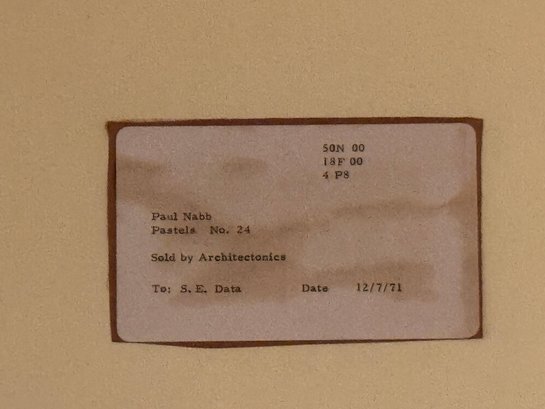 50N 00
18F 00
4 P8
Paul Nabb
Pastels No. 24
Sold by Architectonics
To: S. E. Data Date 12/7/71